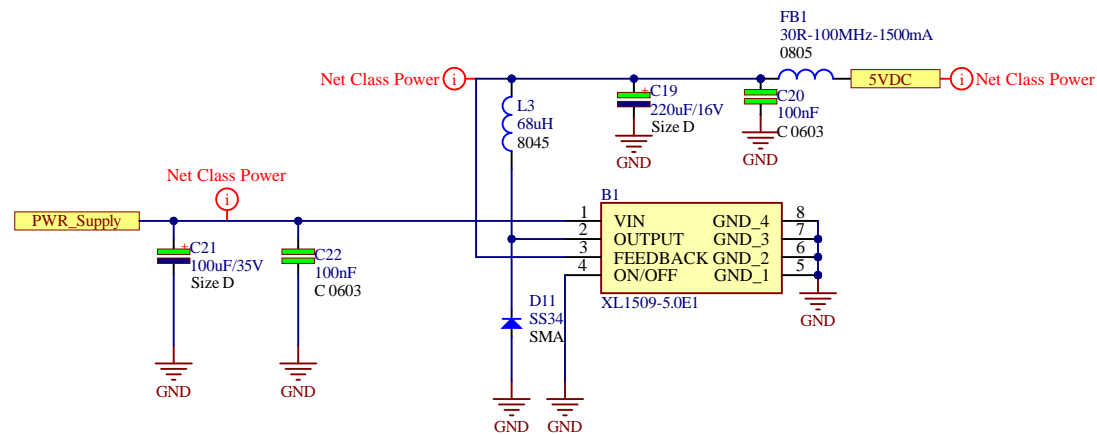 FB1
30R-100MHz-1500mA
0805
Net Class Power
i
5VDC
i
Net Class Power
L3
68uH
8045
+
C19
220uF/16V
Size D
GND
C20
100nF
C 0603
GND
Net Class Power
i
PWR_Supply
+
C21
100uF/35V
Size D
GND
C22
100nF
C 0603
GND
B1
1 VIN GND_4 8
2 OUTPUT GND_3 7
3 FEEDBACK GND_2 6
4 ON/OFF GND_1 5
XL1509-5.0E1
GND
D11
SS34
SMA
GND
GND